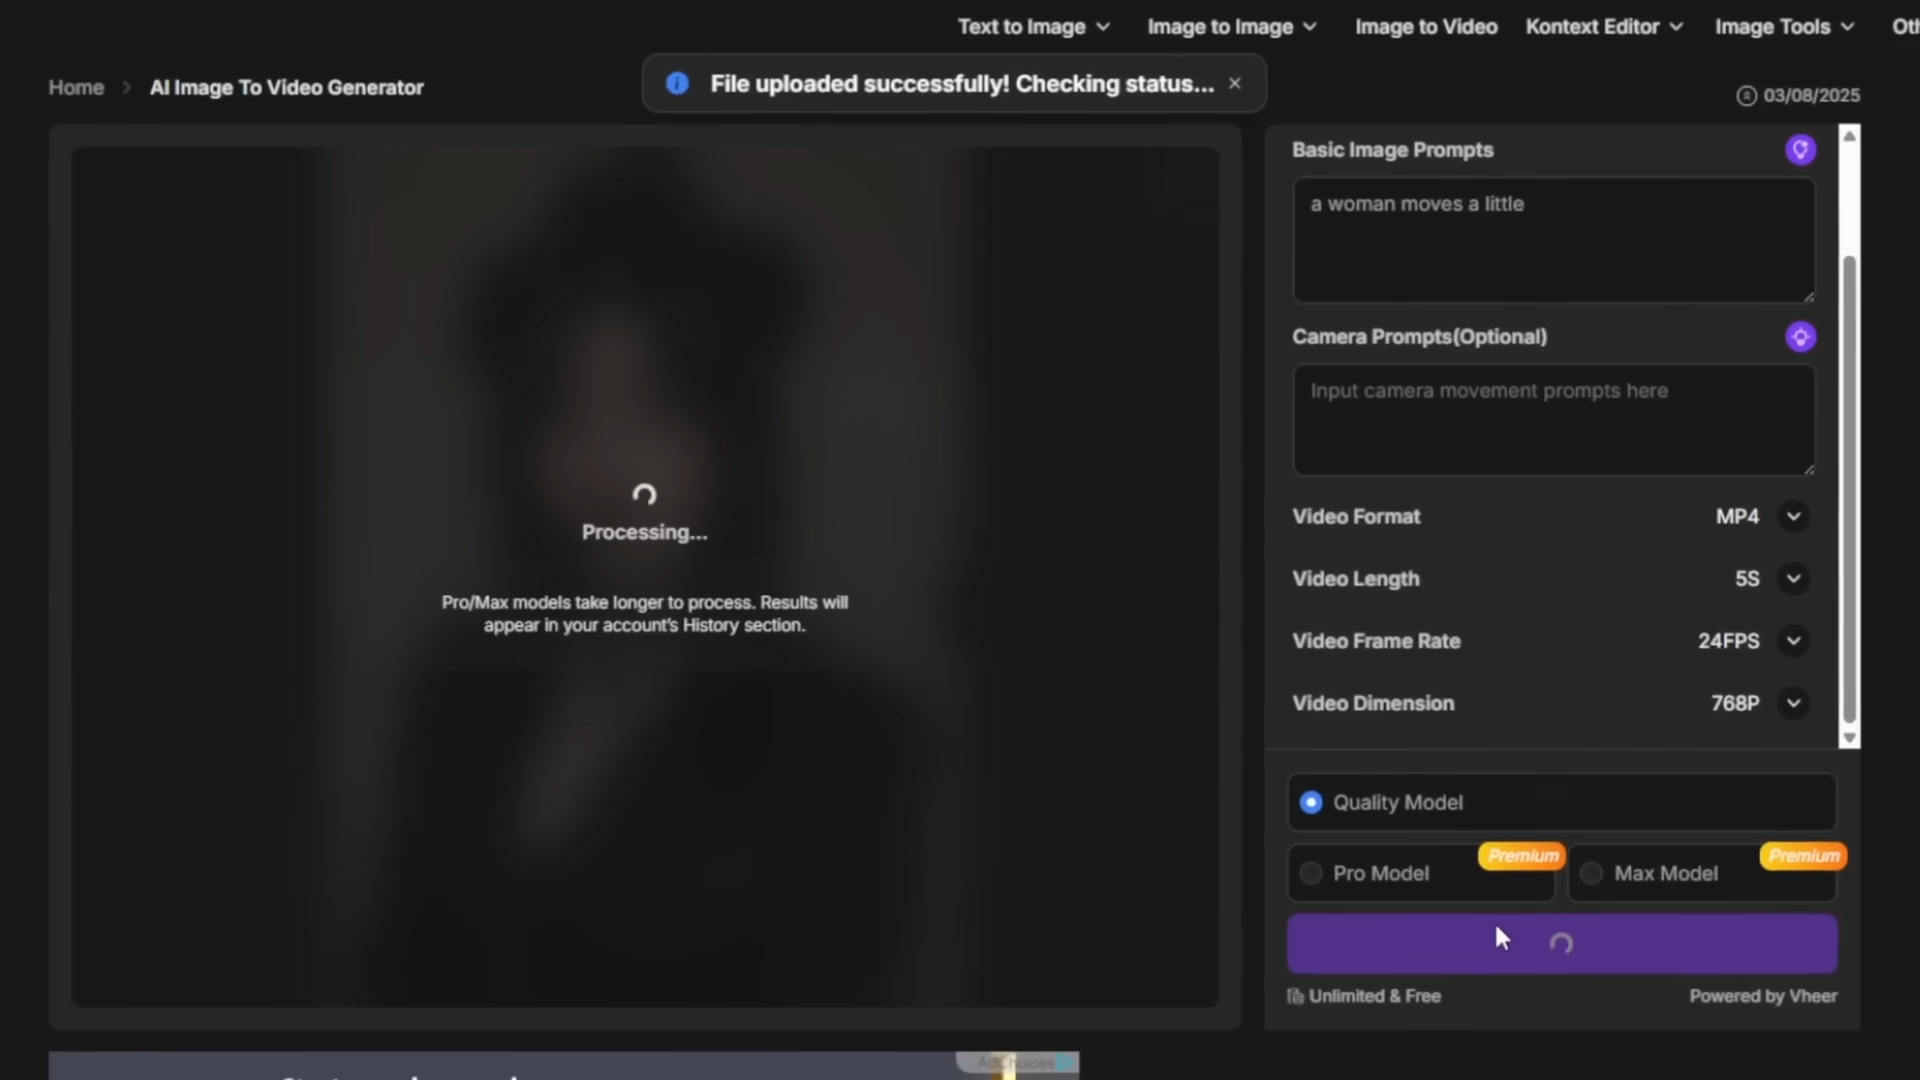 Text to Image
Image to Image
Image to Video
Kontext Editor
Image Tools
Home > AI Image To Video Generator
File uploaded successfully! Checking status...
03/08/2025
Basic Image Prompts
a woman moves a little
Camera Prompts(Optional)
Input camera movement prompts here
Processing...
Pro/Max models take longer to process. Results will
appear in your account's History section.
Video Format MP4
Video Length 5S
Video Frame Rate 24FPS
Video Dimension 768P
Quality Model
Premium
Premium
Pro Model
Max Model
Unlimited & Free
Powered by Vheer
AdChoices